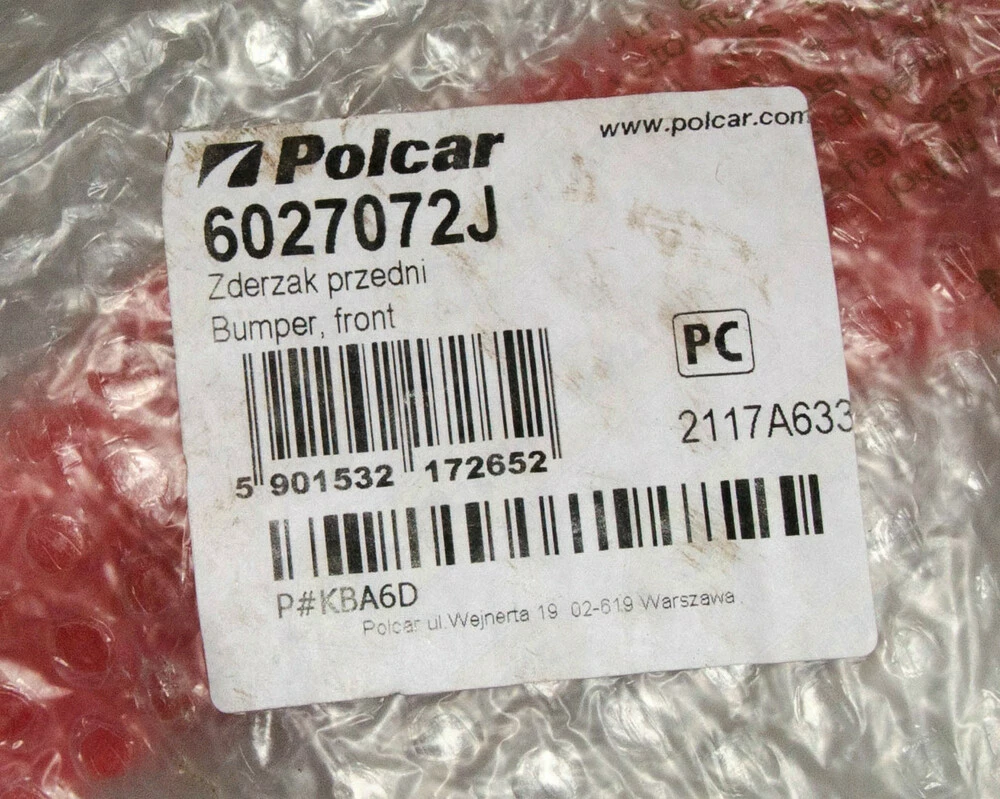 Polcar
www.polcar.com
6027072J
Zderzak przedni
Bumper, front
PC
2117A633
5 901532 172652
P#KBA6D
Polcar ul.Wejnerta 19 02-619 Warszawa